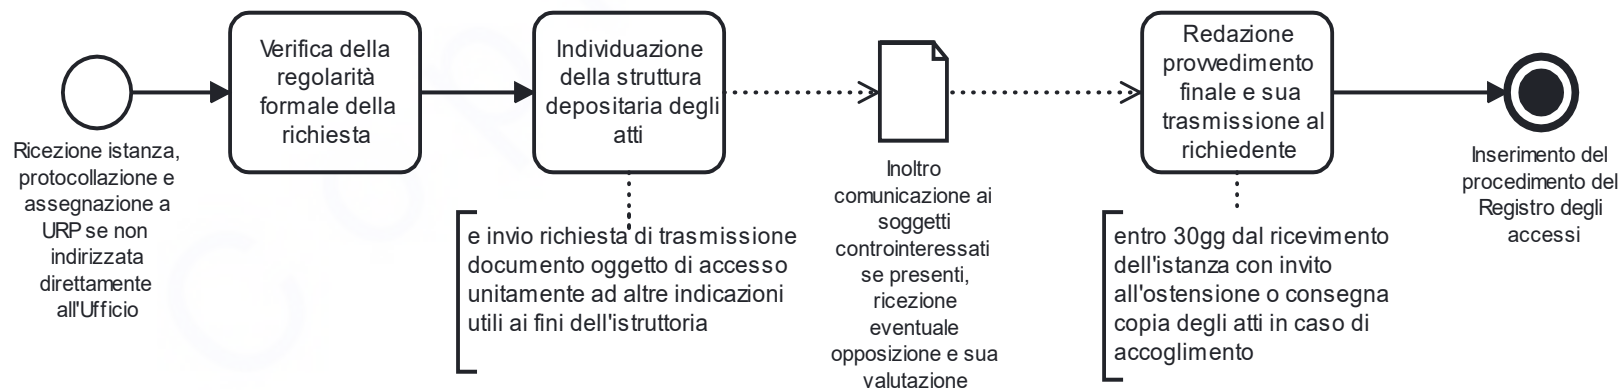 Ricezione istanza,
protocollazione e
assegnazione a
URP se non
indirizzata
direttamente
all'Ufficio
Verifica della
regolarità
formale della
richiesta
Individuazione
della struttura
depositaria degli
atti
e invio richiesta di trasmissione
documento oggetto di accesso
unitamente ad altre indicazioni
utili ai fini dell'istruttoria
Inoltro
comunicazione ai
soggetti
controinteressati
se presenti,
ricezione
eventuale
opposizione e sua
valutazione
Redazione
provvedimento
finale e sua
trasmissione al
richiedente
entro 30gg dal ricevimento
dell'istanza con invito
all'ostensione o consegna
copia degli atti in caso di
accoglimento
Inserimento del
procedimento del
Registro degli
accessi